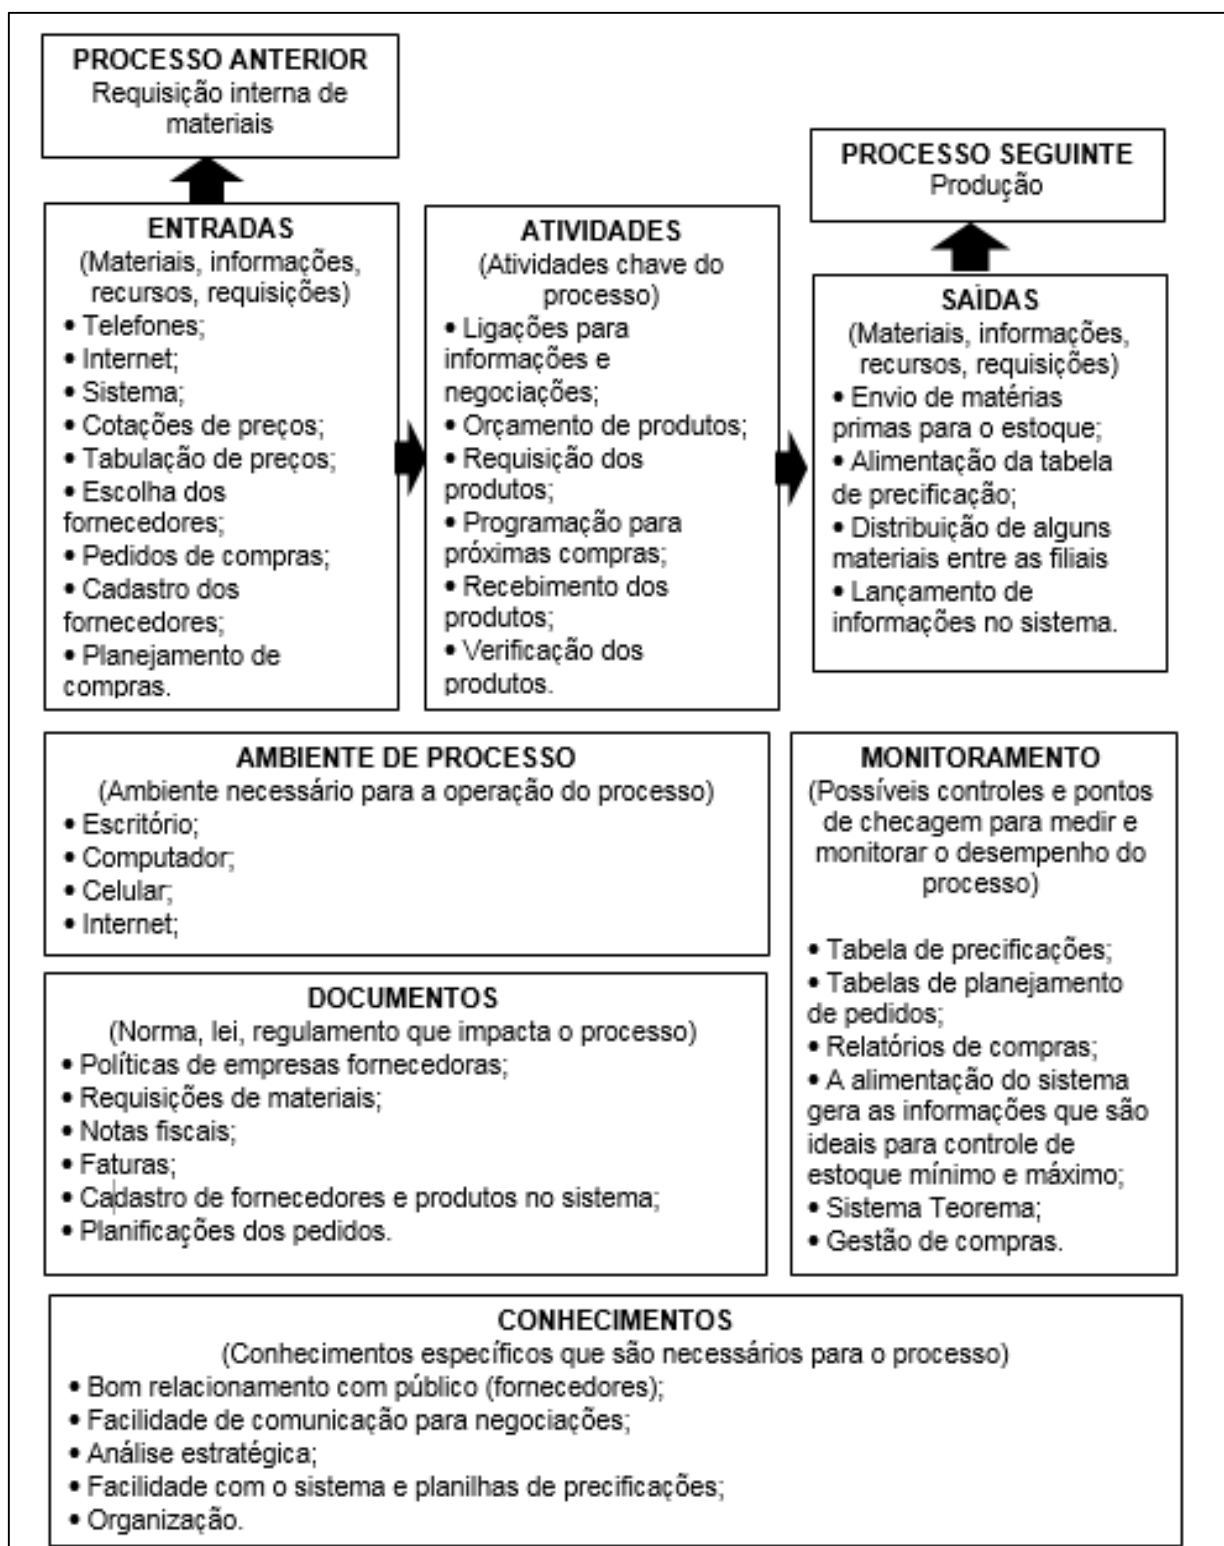 PROCESSO ANTERIOR
Requisição interna de
materiais
PROCESSO SEGUINTE
Produção
ENTRADAS
(Materiais, informações,
recursos, requisições)
• Telefones;
• Internet;
• Sistema;
• Cotações de preços;
• Tabulação de preços;
• Escolha dos
fornecedores;
• Pedidos de compras;
• Cadastro dos
fornecedores;
• Planejamento de
compras.
ATIVIDADES
(Atividades chave do
processo)
• Ligações para
informações e
negociações;
• Orçamento de produtos;
• Requisição dos
produtos;
• Programação para
próximas compras;
• Recebimento dos
produtos;
• Verificação dos
produtos.
SAÍDAS
(Materiais, informações,
recursos, requisições)
• Envio de matérias
primas para o estoque;
• Alimentação da tabela
de precificação;
• Distribuição de alguns
materiais entre as filiais
• Lançamento de
informações no sistema.
AMBIENTE DE PROCESSO
(Ambiente necessário para a operação do processo)
• Escritório;
• Computador;
• Celular;
• Internet;
DOCUMENTOS
(Norma, lei, regulamento que impacta o processo)
• Políticas de empresas fornecedoras;
• Requisições de materiais;
• Notas fiscais;
• Faturas;
• Cadastro de fornecedores e produtos no sistema;
• Planificações dos pedidos.
MONITORAMENTO
(Possíveis controles e pontos
de checagem para medir e
monitorar o desempenho do
processo)
• Tabela de precificações;
• Tabelas de planejamento
de pedidos;
• Relatórios de compras;
• A alimentação do sistema
gera as informações que são
ideais para controle de
estoque mínimo e máximo;
• Sistema Teorema;
• Gestão de compras.
CONHECIMENTOS
(Conhecimentos específicos que são necessários para o processo)
• Bom relacionamento com público (fornecedores);
• Facilidade de comunicação para negociações;
• Análise estratégica;
• Facilidade com o sistema e planilhas de precificações;
• Organização.